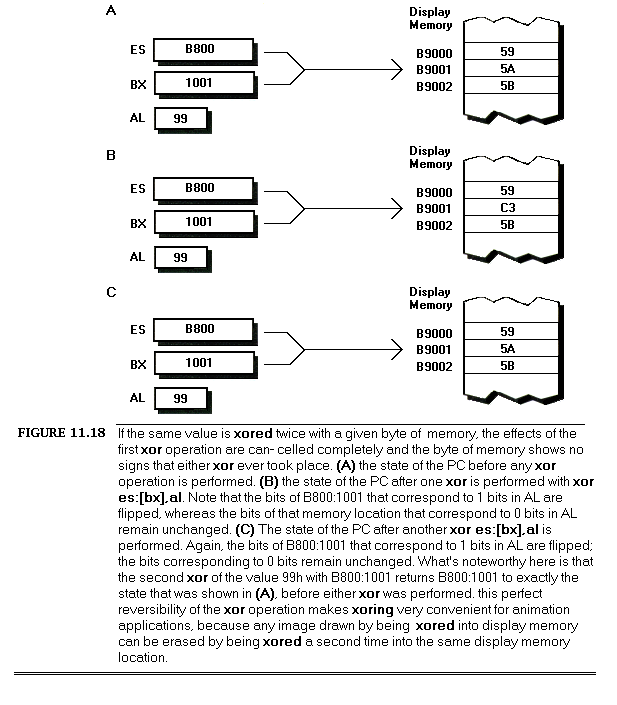 A
Display
Memory
ES B800
B9000 59
B9001 5A
BX 1001
B9002 5B
AL 99
B
Display
Memory
ES B800
B9000 59
B9001 C3
BX 1001
B9002 5B
AL 99
C
Display
Memory
ES B800
B9000 59
B9001 5A
BX 1001
B9002 5B
AL 99
FIGURE 11.18 If the same value is xored twice with a given byte of memory, the effects of the
first xor operation are can- celled completely and the byte of memory shows no
signs that either xor ever took place. (A) the state of the PC before any xor
operation is performed. (B) the state of the PC after one xor is performed with xor
es:[bx],al. Note that the bits of B800:1001 that correspond to 1 bits in AL are
flipped, whereas the bits of that memory location that correspond to 0 bits in AL
remain unchanged. (C) The state of the PC after another xor es:[bx],al is
performed. Again, the bits of B800:1001 that correspond to 1 bits in AL are flipped;
the bits corresponding to 0 bits remain unchanged. What's noteworthy here is that
the second xor of the value 99h with B800:1001 returns B800:1001 to exactly the
state that was shown in (A), before either xor was performed. this perfect
reversibility of the xor operation makes xoring very convenient for animation
applications, because any image drawn by being xored into display memory
can be erased by being xored a second time into the same display memory
location.